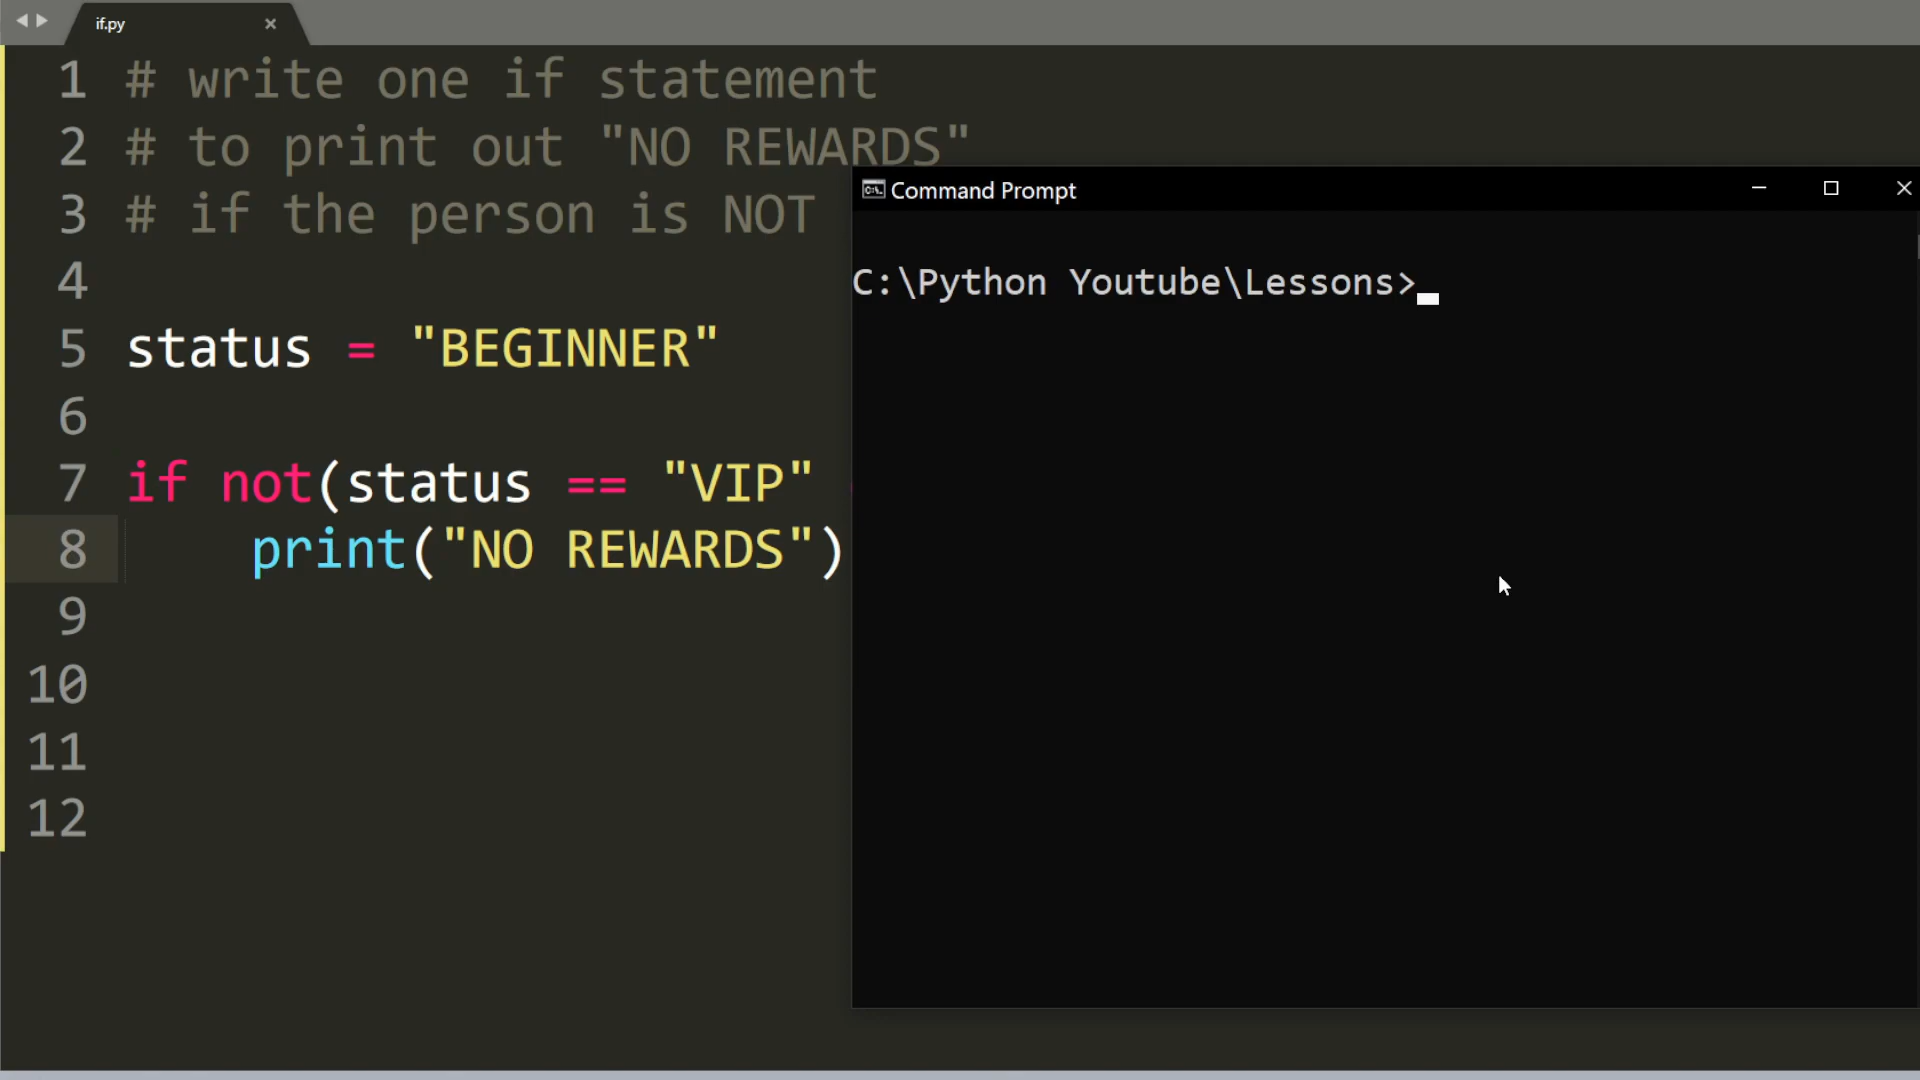 if.py
1 # write one if statement
2 # to print out "NO REWARDS"
3 # if the person is NOT
4
5 status = "BEGINNER"
6
7 if not(status == "VIP"
8 print("NO REWARDS")
9
10
11
12
Command Prompt
C:\Python Youtube\Lessons>